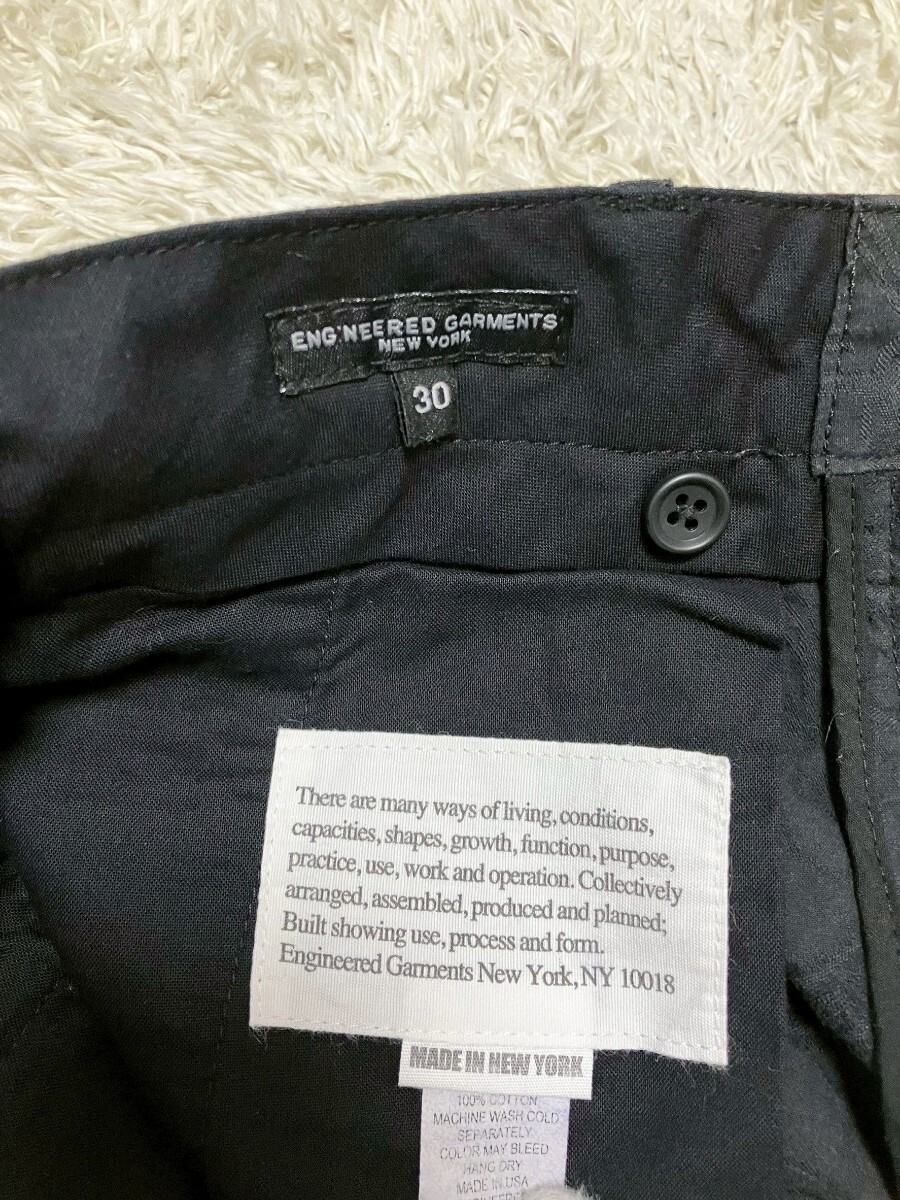 ENGINEERED GARMENTS
NEW YORK
30
There are many ways of living, conditions,
capacities, shapes, growth, function, purpose,
practice, use, work and operation. Collectively
arranged, assembled, produced and planned;
Built showing use, process and form.
Engineered Garments New York, NY 10018
MADE IN NEW YORK
100% COTTON
MACHINE WASH COLD
SEPARATELY
COLOR MAY BLEED
HANG DRY
MADE IN USA